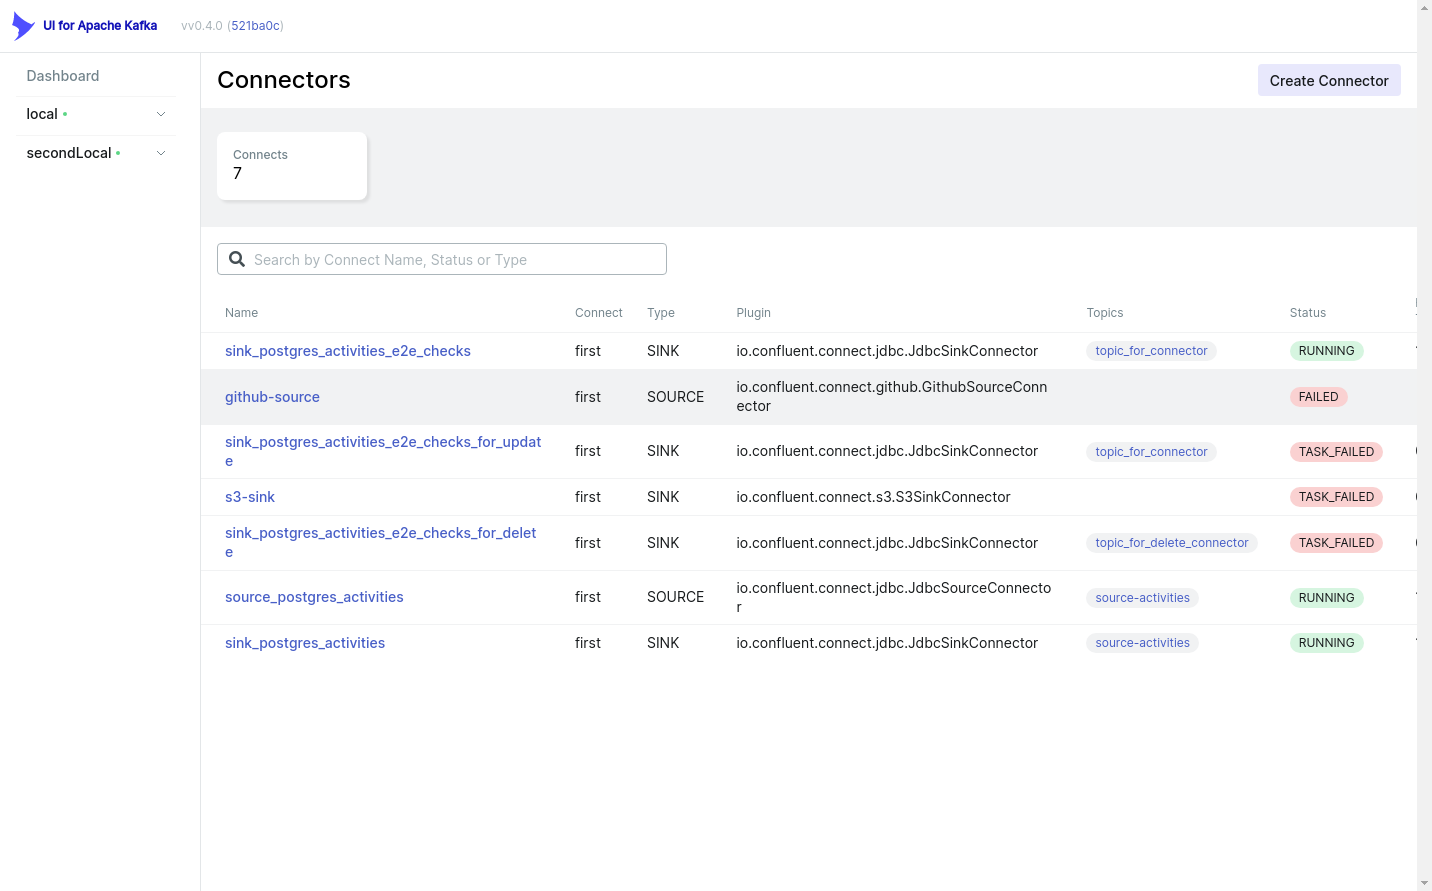 UI for Apache Kafka vv0.4.0 (521ba0c)
Dashboard
local
secondLocal
Connectors
Create Connector
Connects
7
Search by Connect Name, Status or Type
Name Connect Type Plugin Topics Status
sink_postgres_activities_e2e_checks first SINK io.confluent.connect.jdbc.JdbcSinkConnector topic_for_connector RUNNING
github-source first SOURCE io.confluent.connect.github.GithubSourceConn
ector FAILED
sink_postgres_activities_e2e_checks_for_updat
e first SINK io.confluent.connect.jdbc.JdbcSinkConnector topic_for_connector TASK_FAILED
s3-sink first SINK io.confluent.connect.s3.S3SinkConnector TASK_FAILED
sink_postgres_activities_e2e_checks_for_delet
e first SINK io.confluent.connect.jdbc.JdbcSinkConnector topic_for_delete_connector TASK_FAILED
source_postgres_activities first SOURCE io.confluent.connect.jdbc.JdbcSourceConnecto
r source-activities RUNNING
sink_postgres_activities first SINK io.confluent.connect.jdbc.JdbcSinkConnector source-activities RUNNING